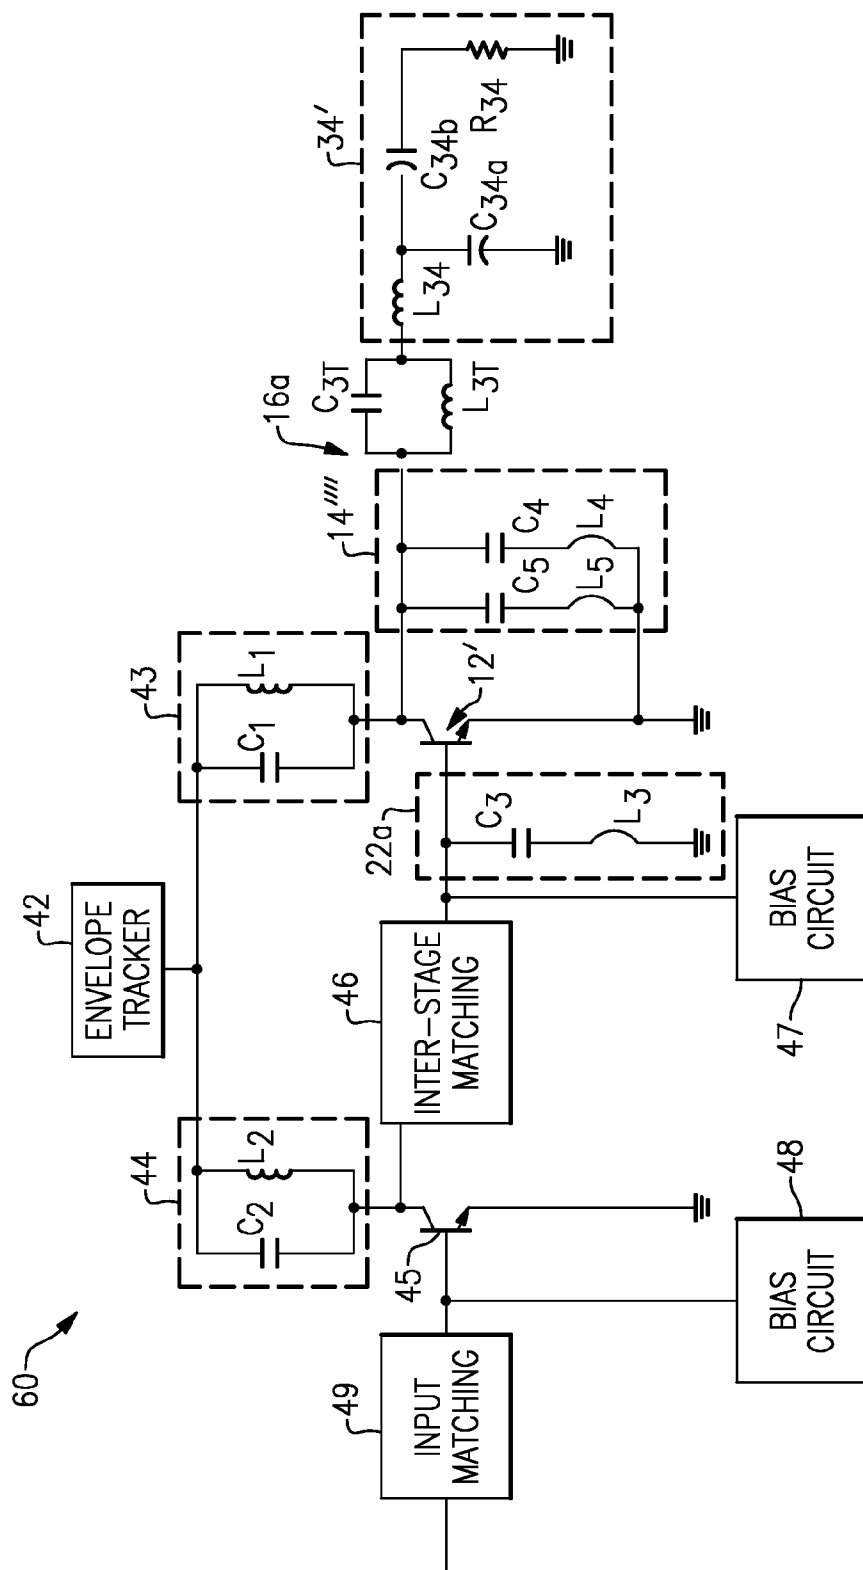 60
42
ENVELOPE
TRACKER
44
C2
L2
43
C1
L1
14''''
16a
C3T
L3T
34'
L34
C34b
C34a
R34
49
INPUT
MATCHING
45
46
INTER-STAGE
MATCHING
22a
C3
L3
12'
C5
L5
C4
L4
48
BIAS
CIRCUIT
47
BIAS
CIRCUIT